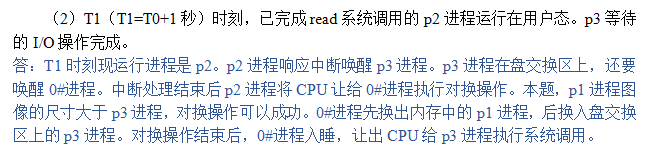 （2）T1（T1=T0+1 秒）时刻，已完成 read 系统调用的 p2 进程运行在用户态。p3 等待
的 I/O 操作完成。
答：T1 时刻现运行进程是 p2。p2 进程响应中断唤醒 p3 进程。p3 进程在盘交换区上，还要
唤醒 0#进程。中断处理结束后 p2 进程将 CPU 让给 0#进程执行对换操作。本题，p1 进程图
像的尺寸大于 p3 进程，对换操作可以成功。0#进程先换出内存中的 p1 进程，后换入盘交换
区上的 p3 进程。对换操作结束后，0#进程入睡，让出 CPU 给 p3 进程执行系统调用。